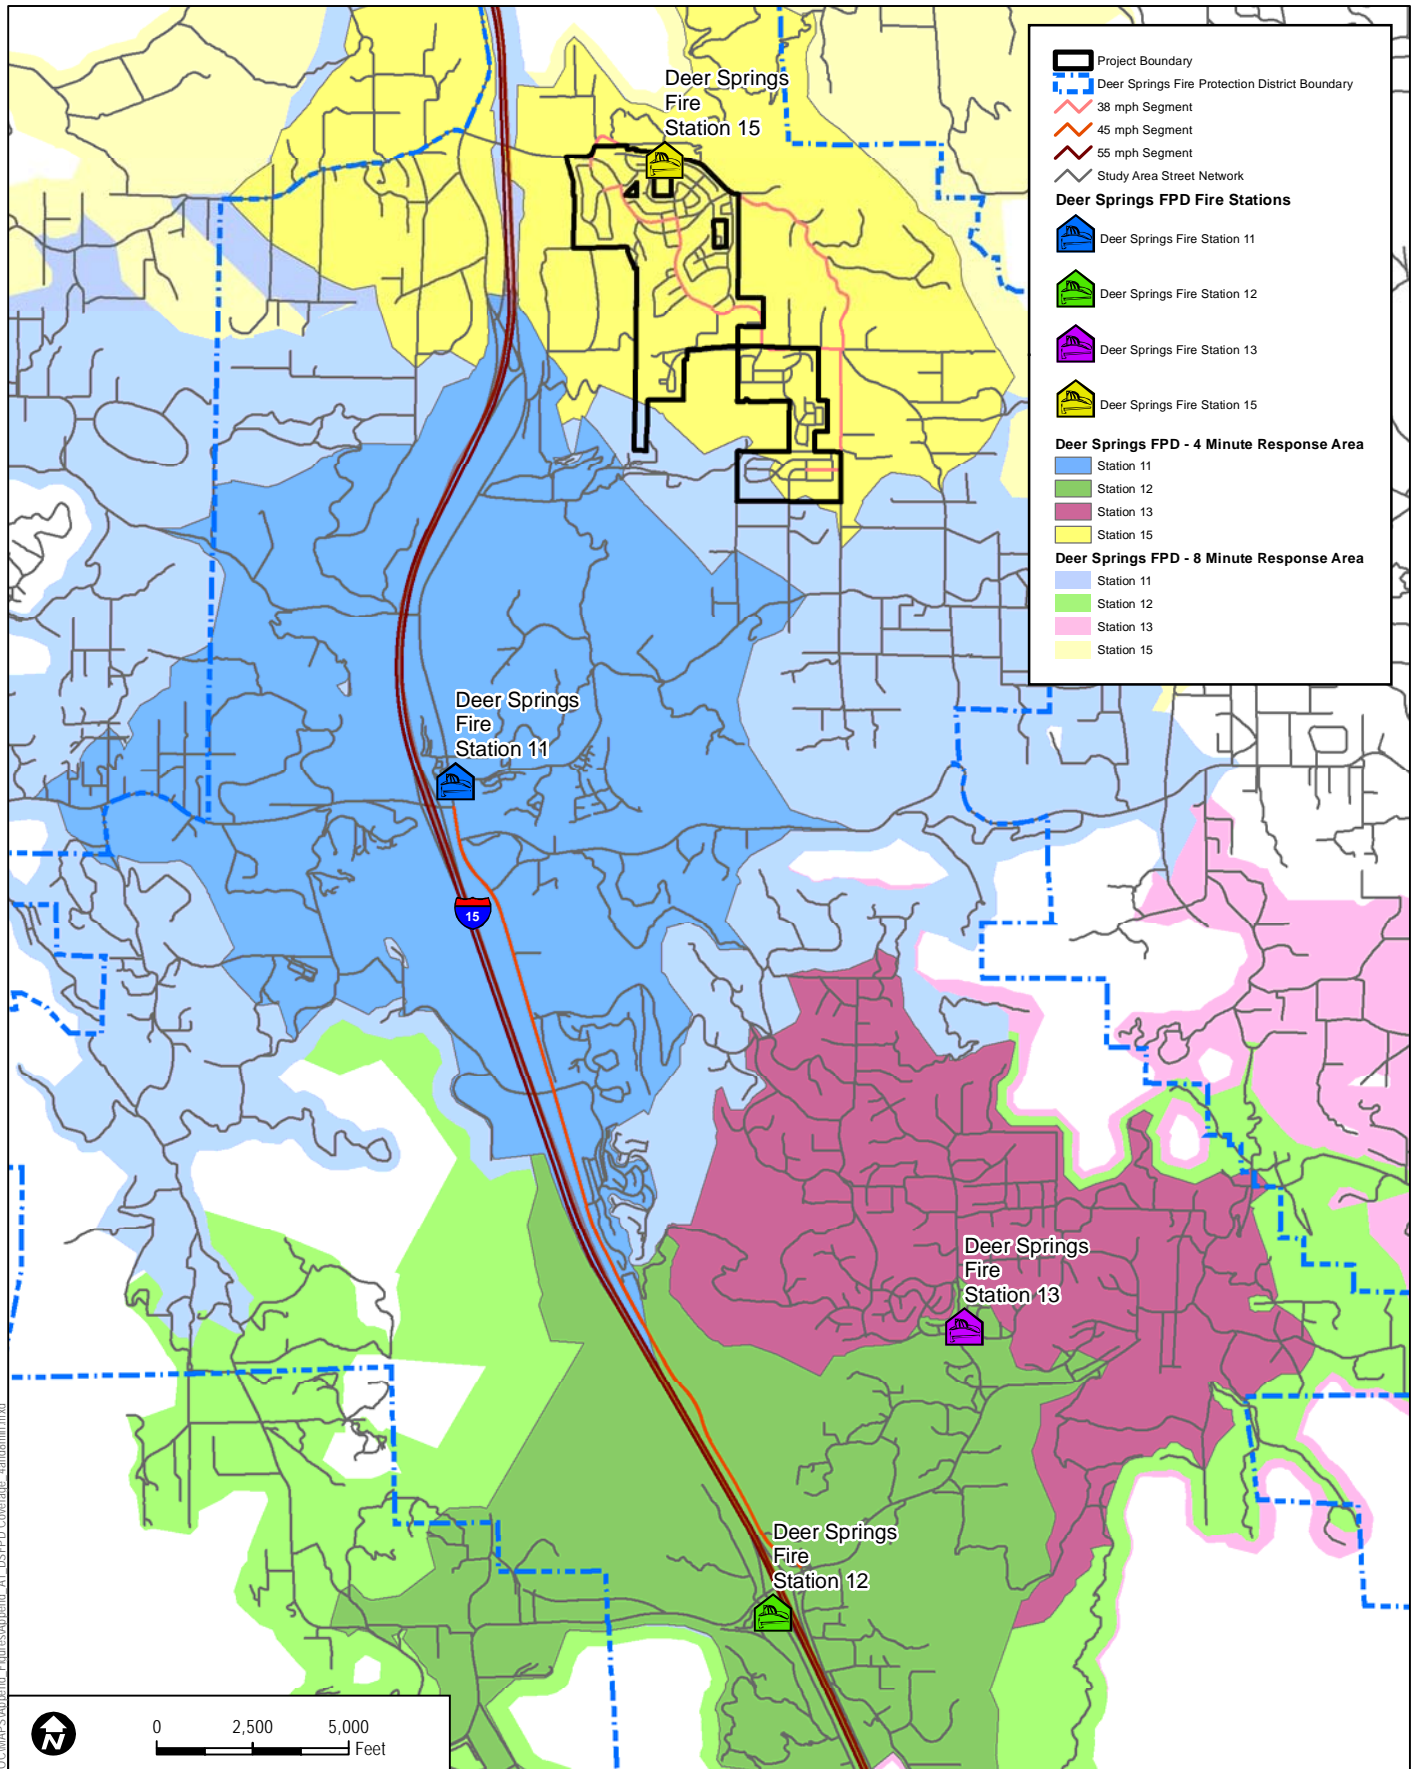 Deer Springs
Fire
Station 15
Project Boundary
Deer Springs Fire Protection District Boundary
38 mph Segment
45 mph Segment
55 mph Segment
Study Area Street Network
Deer Springs FPD Fire Stations
Deer Springs Fire Station 11
Deer Springs Fire Station 12
Deer Springs Fire Station 13
Deer Springs Fire Station 15
Deer Springs FPD - 4 Minute Response Area
Station 11
Station 12
Station 13
Station 15
Deer Springs FPD - 8 Minute Response Area
Station 11
Station 12
Station 13
Station 15
Deer Springs
Fire
Station 11
15
Deer Springs
Fire
Station 13
Deer Springs
Fire
Station 12
N
0 2,500 5,000
Feet